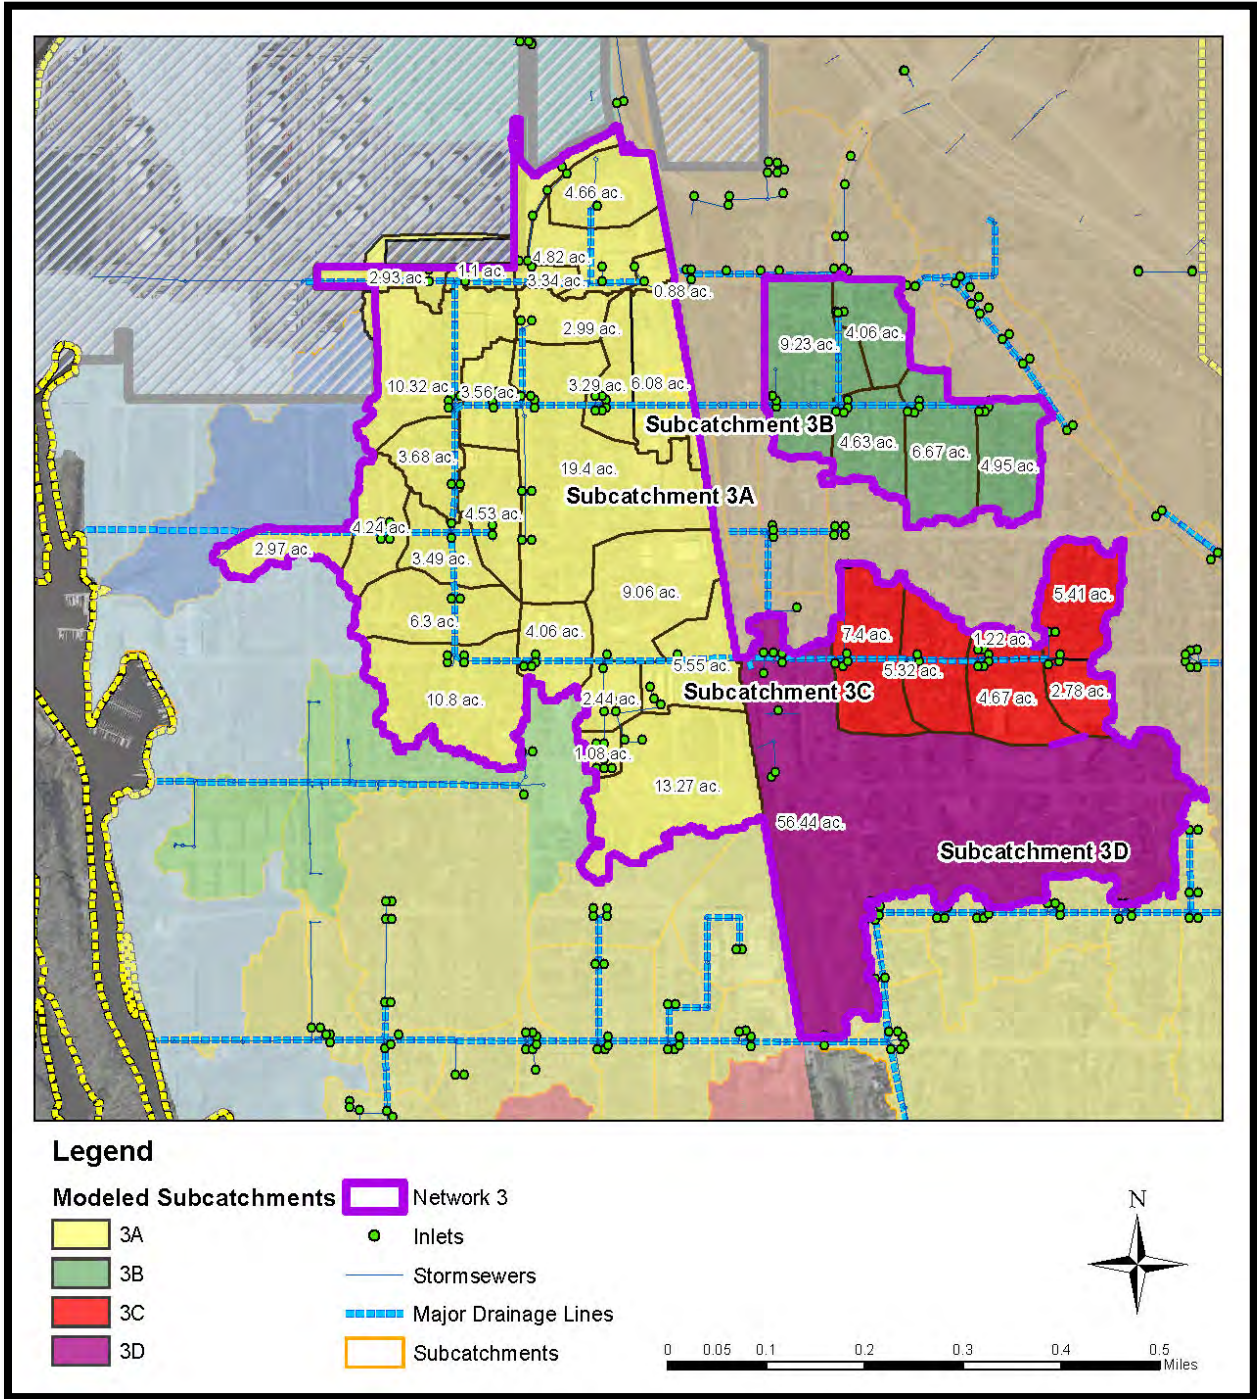 4.66 ac.
4.82 ac.
1.1 ac.
2.93 ac.
3.34 ac.
0.88 ac.
2.99 ac.
9.23 ac.
4.06 ac.
10.32 ac.
3.56 ac.
3.29 ac.
6.08 ac.
Subcatchment 3B
4.63 ac.
6.67 ac.
4.95 ac.
3.68 ac.
19.4 ac.
Subcatchment 3A
4.53 ac.
4.24 ac.
2.97 ac.
3.49 ac.
9.06 ac.
5.41 ac.
6.3 ac.
4.06 ac.
7.4 ac.
1.22 ac.
5.55 ac.
5.32 ac.
Subcatchment 3C
10.8 ac.
2.44 ac.
4.67 ac.
2.78 ac.
1.08 ac.
13.27 ac.
56.44 ac.
Subcatchment 3D
Legend
Modeled Subcatchments
3A
3B
3C
3D
Network 3
Inlets
Stormsewers
Major Drainage Lines
Subcatchments
N
0 0.05 0.1 0.2 0.3 0.4 0.5
Miles